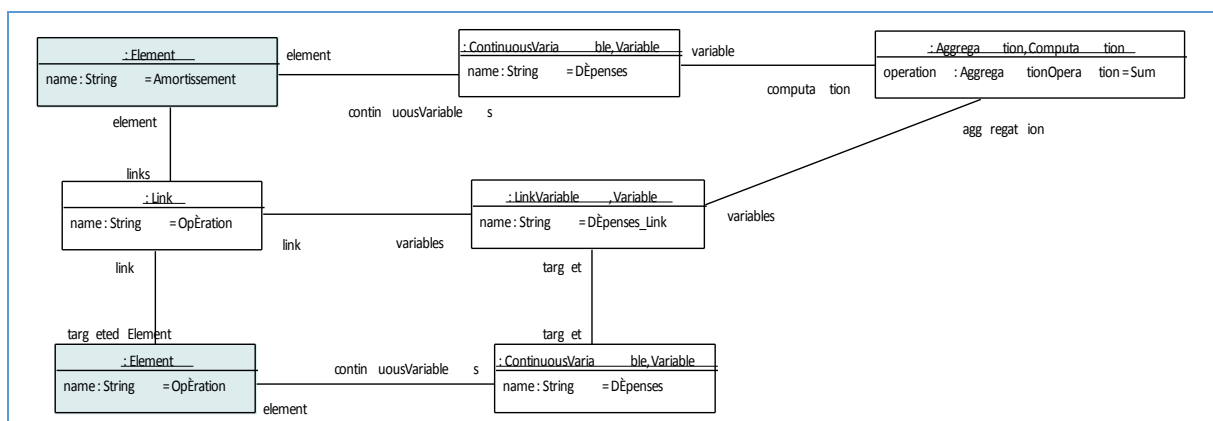 : Element
name : String = Amortissement
element
: ContinuousVaria ble, Variable
name : String = DÈpenses
variable
: Aggrega tion, Computa tion
operation : Aggrega tionOpera tion = Sum
contin uousVariable s
computa tion
element
agg regat ion
links
: Link
name : String = OpÈration
: LinkVariable , Variable
name : String = DÈpenses_Link
variables
link
variables
link
targ et
targ eted Element
targ et
: Element
name : String = OpÈration
contin uousVariable s
: ContinuousVaria ble, Variable
name : String = DÈpenses
element